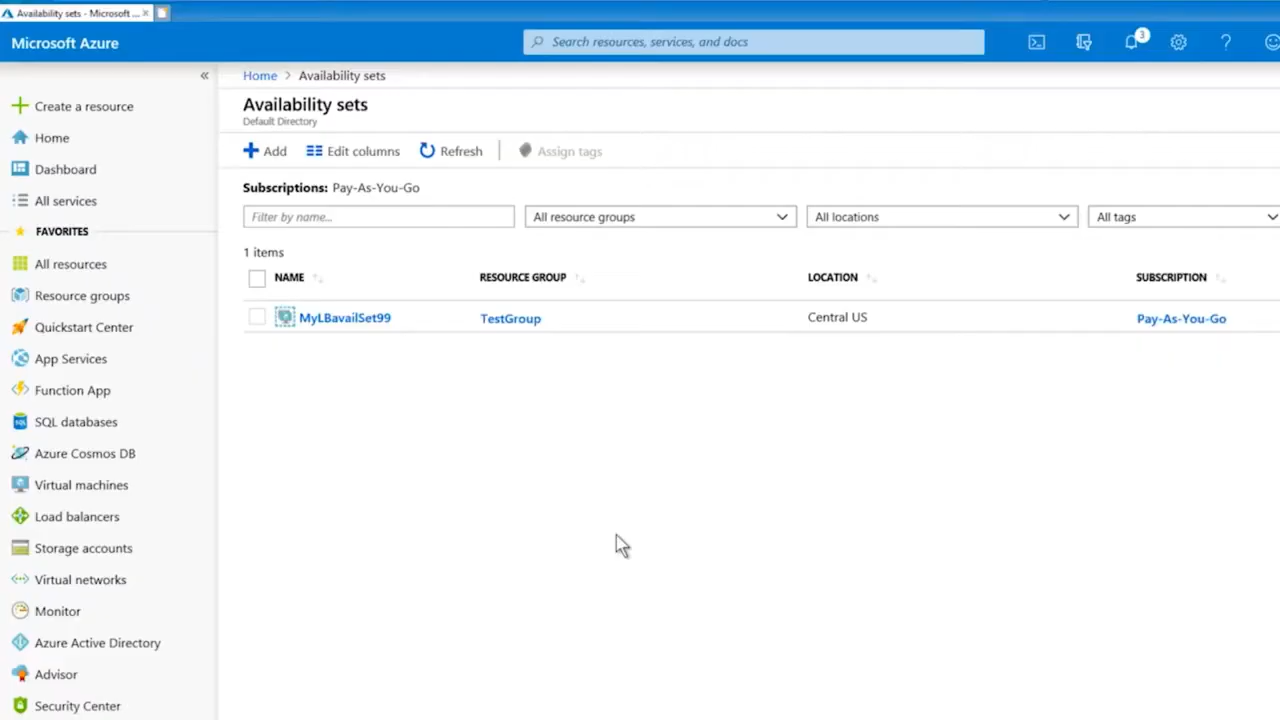 Availability sets - Microsoft ...
Microsoft Azure
Search resources, services, and docs
3
Home > Availability sets
Availability sets
Default Directory
Add Edit columns Refresh Assign tags
Subscriptions: Pay-As-You-Go
Filter by name...
All resource groups
All locations
All tags
1 items
NAME RESOURCE GROUP LOCATION SUBSCRIPTION
MyLBavailSet99 TestGroup Central US Pay-As-You-Go
Create a resource
Home
Dashboard
All services
FAVORITES
All resources
Resource groups
Quickstart Center
App Services
Function App
SQL databases
Azure Cosmos DB
Virtual machines
Load balancers
Storage accounts
Virtual networks
Monitor
Azure Active Directory
Advisor
Security Center